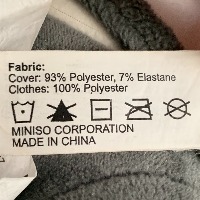 Fabric:
Cover: 93% Polyester, 7% Elastane
Clothes: 100% Polyester
MINISO CORPORATION
MADE IN CHINA